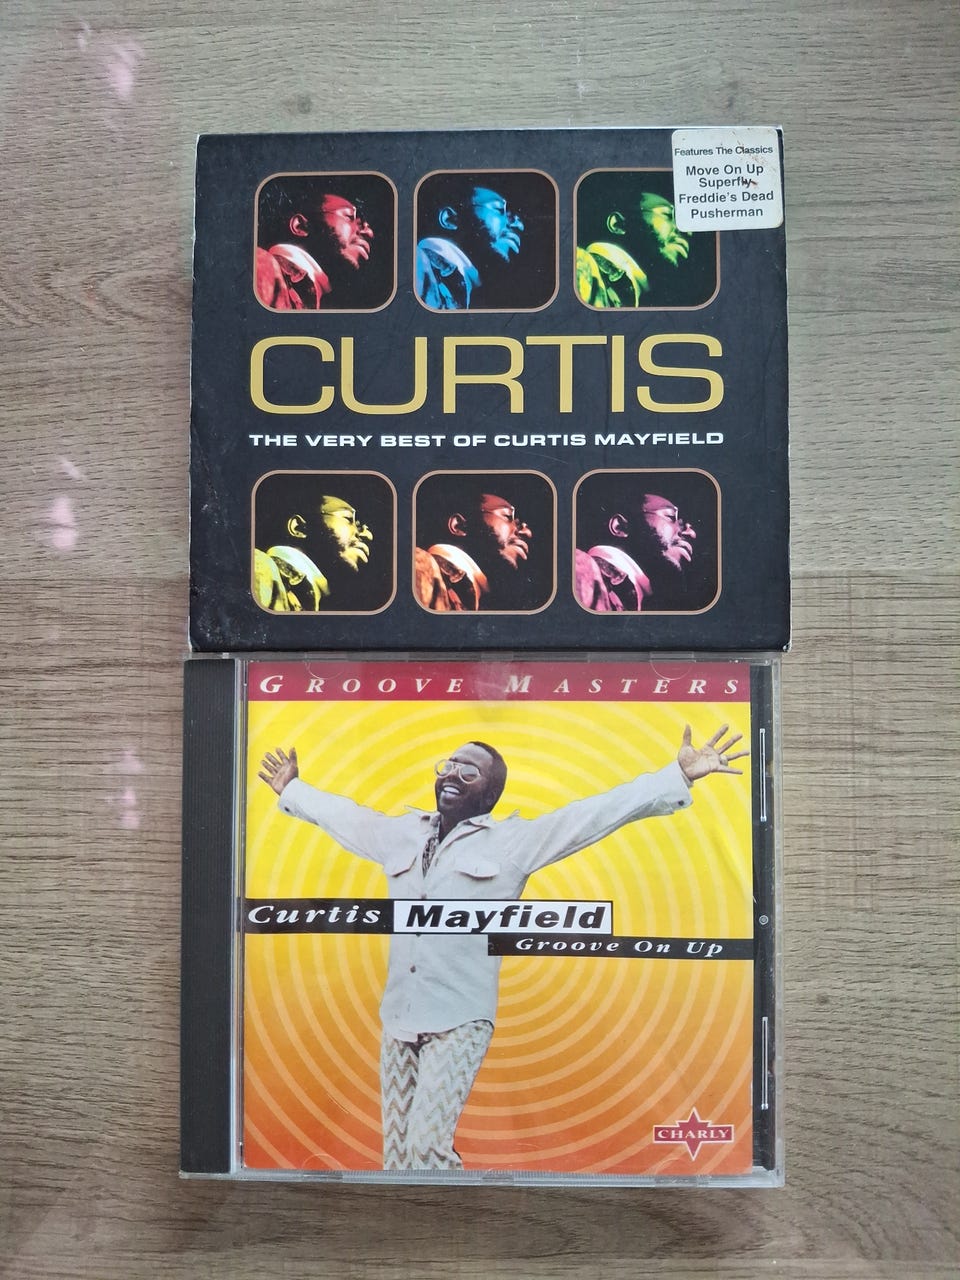 Features The Classics
Move On Up
Superfly
Freddie's Dead
Pusherman
CURTIS
THE VERY BEST OF CURTIS MAYFIELD
GROOVE MASTERS
Curtis Mayfield
Groove On Up
CHARLY